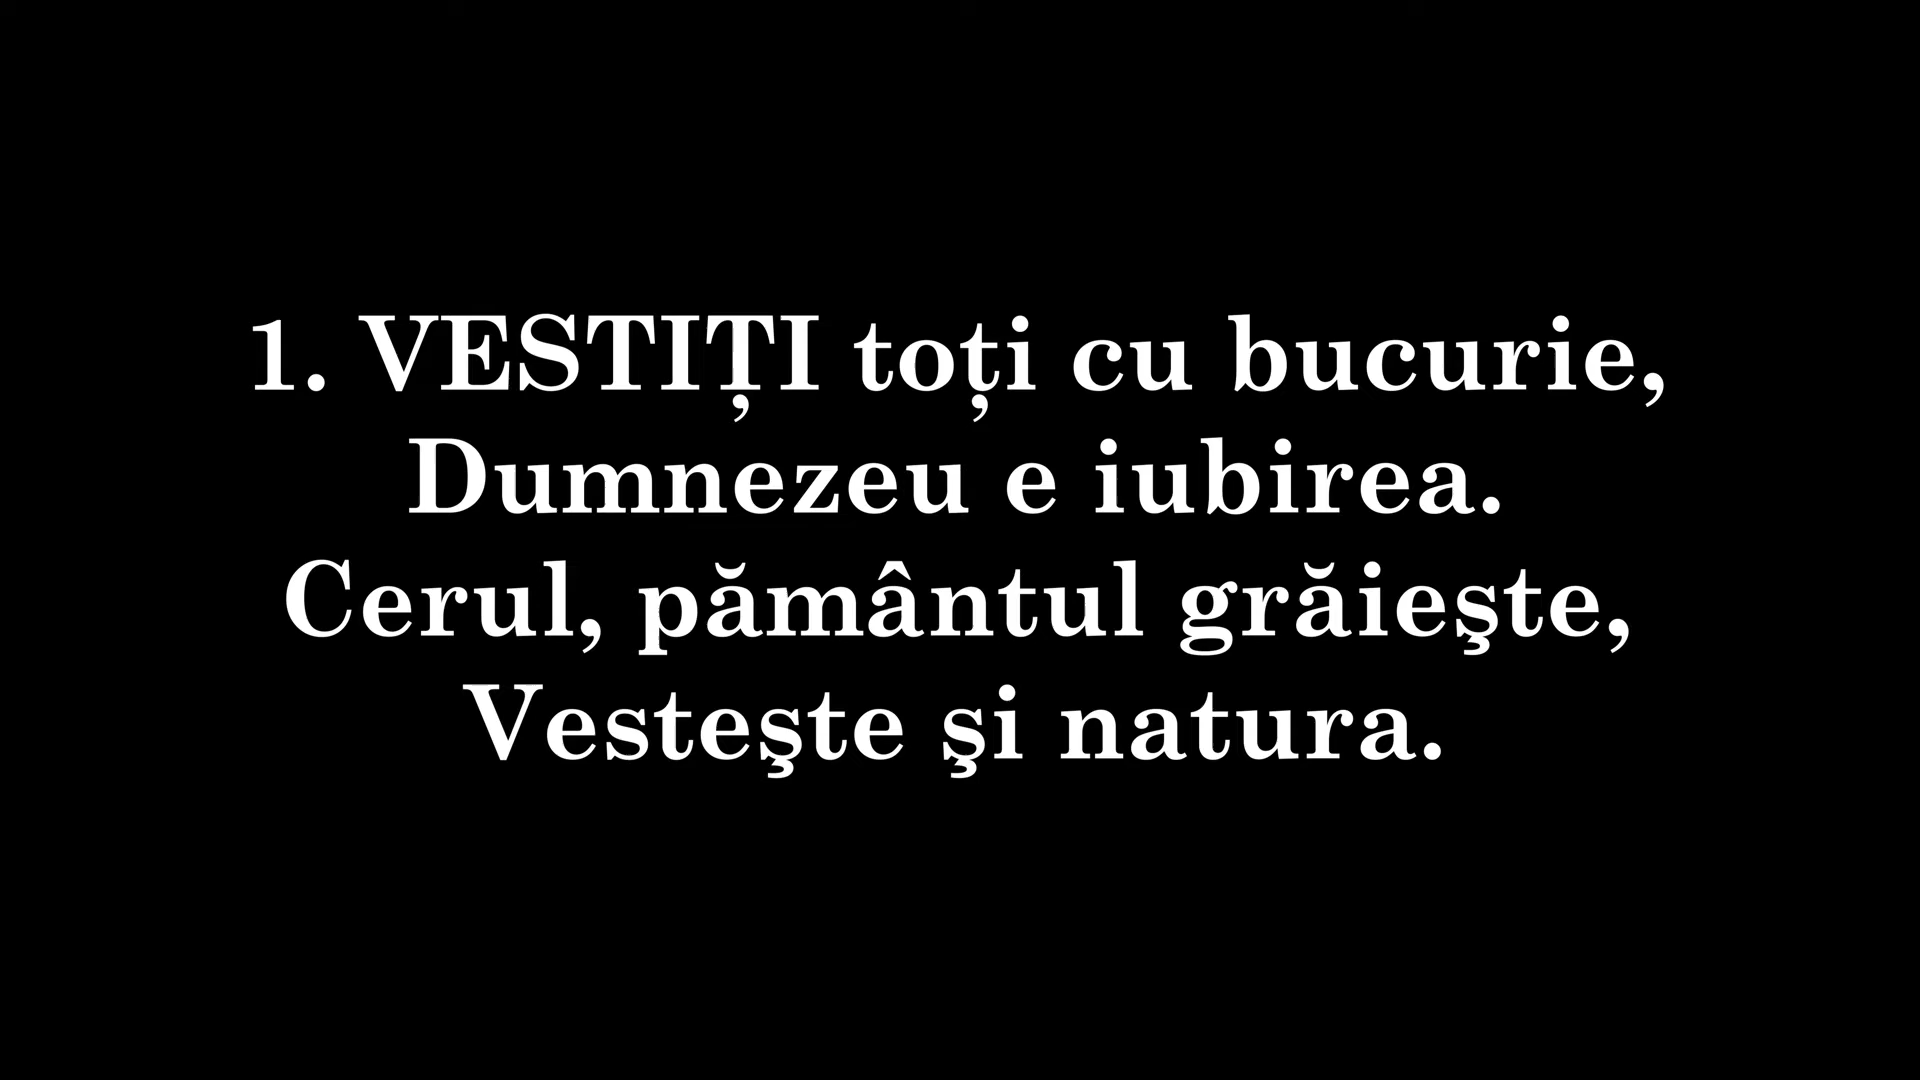 1. VESTIȚI toți cu bucurie,
Dumnezeu e iubirea.
Cerul, pământul grăieşte,
Vesteşte şi natura.